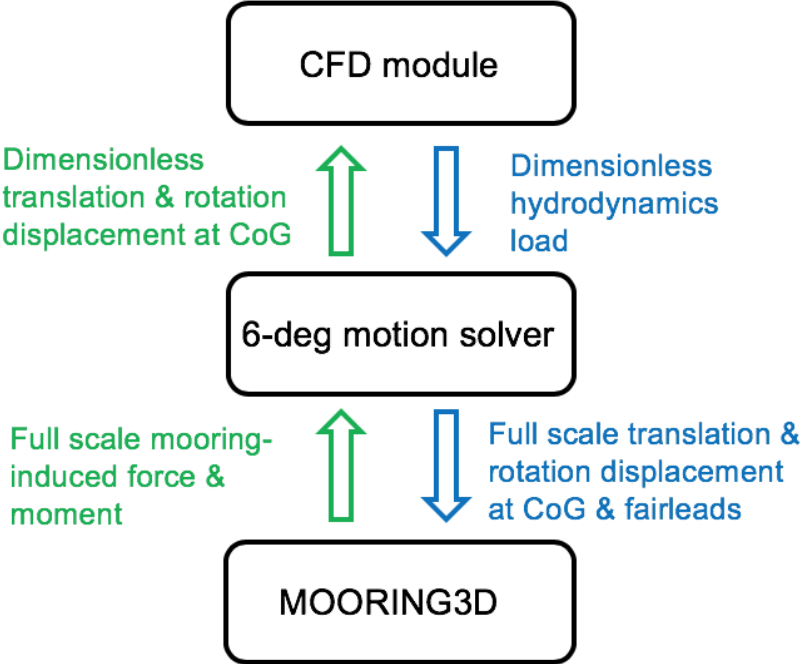 CFD module
Dimensionless
translation & rotation
displacement at CoG
Dimensionless
hydrodynamics
load
6-deg motion solver
Full scale mooring-
induced force &
moment
Full scale translation &
rotation displacement
at CoG & fairleads
MOORING3D